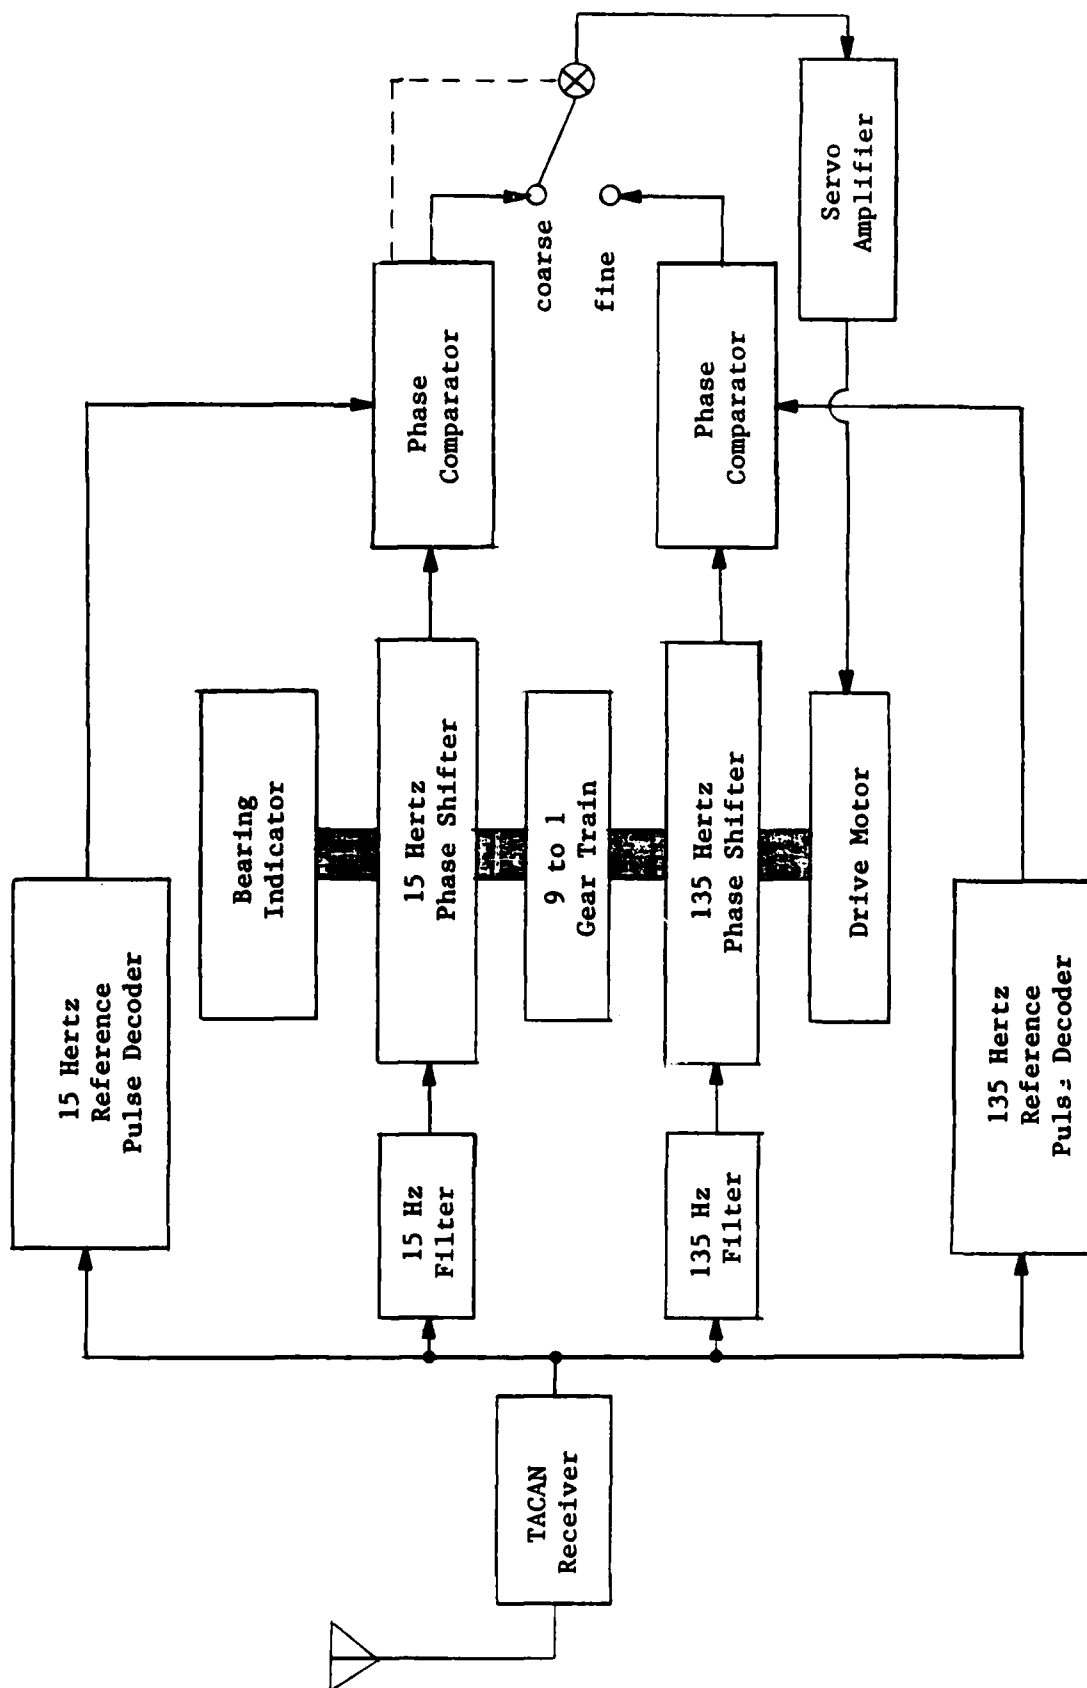 15 Hertz
Reference
Pulse Decoder
Bearing
Indicator
15 Hz
Filter
15 Hertz
Phase Shifter
Phase
Comparator
coarse
TACAN
Receiver
9 to 1
Gear Train
fine
135 Hz
Filter
135 Hertz
Phase Shifter
Phase
Comparator
Drive Motor
Servo
Amplifier
135 Hertz
Reference
Puls: Decoder